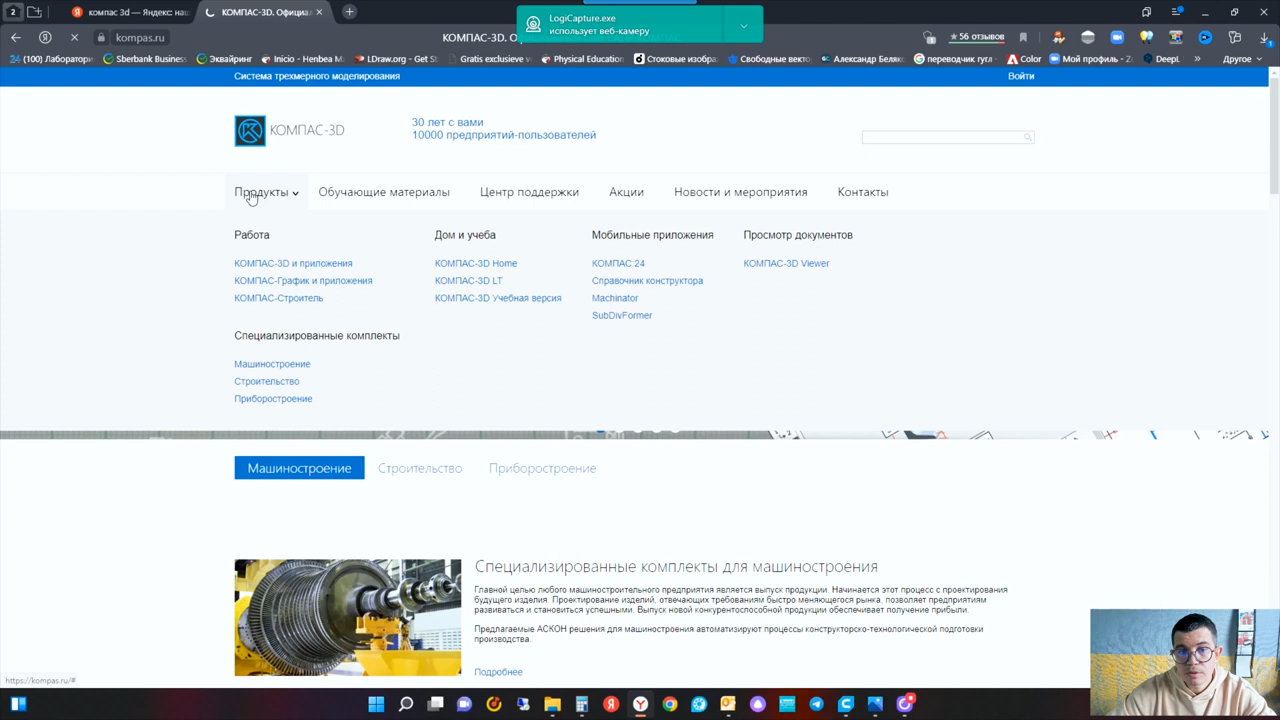 2
компас 3d — Яндекс: наш
КОМПАС-3D. Официал
LogiCapture.exe
использует веб-камеру
kompas.ru
КОМПАС-3D. О
56 отзывов
(100) Лаборатори
Sberbank Business
Эквайринг
Inicio - Henbea Ma
LDraw.org - Get St
Gratis exclusieve v
Physical Education
Стоковые изобра
Свободные векто
Александр Беляко
переводчик гугл
Color
Мой профиль - Zo
DeepL
»
Другое
Система трехмерного моделирования
Войти
КОМПАС-3D
30 лет с вами
10000 предприятий-пользователей
Продукты
Обучающие материалы
Центр поддержки
Акции
Новости и мероприятия
Контакты
Работа
Дом и учеба
Мобильные приложения
Просмотр документов
КОМПАС-3D и приложения
КОМПАС-3D Home
КОМПАС:24
КОМПАС-3D Viewer
КОМПАС-График и приложения
КОМПАС-3D LT
Справочник конструктора
КОМПАС-Строитель
КОМПАС-3D Учебная версия
Machinator
SubDivFormer
Специализированные комплекты
Машиностроение
Строительство
Приборостроение
Машиностроение
Строительство
Приборостроение
Специализированные комплекты для машиностроения
Главной целью любого машиностроительного предприятия является выпуск продукции. Начинается этот процесс с проектирования
будущего изделия. Проектирование изделий, отвечающих требованиям быстро меняющегося рынка, позволяет предприятиям
развиваться и становиться успешными. Выпуск новой конкурентоспособной продукции обеспечивает получение прибыли.
Предлагаемые АСКОН решения для машиностроения автоматизируют процессы конструкторско-технологической подготовки
производства.
Подробнее
https://kompas.ru/#